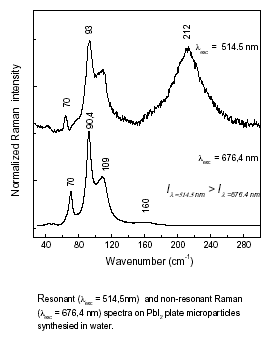 212
93
λexc = 514.5 nm
70
Normalized Raman intensity
90,4
λexc = 676,4 nm
70
109
I λ=514.5 nm > I λ=676.4 nm
160
40 80 120 160 200 240 280
Wavenumber (cm-1)
Resonant (λexc = 514,5nm) and non-resonant Raman
(λexc = 676,4 nm) spectra on PbI2 plate microparticles
synthesied in water.